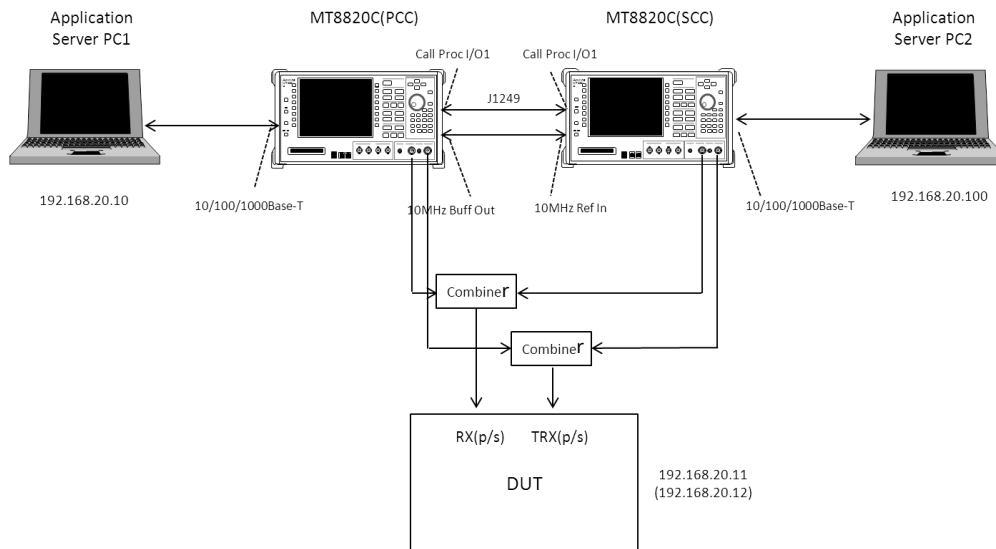 Application
Server PC1
MT8820C(PCC)
MT8820C(SCC)
Application
Server PC2
Call Proc I/O1
Call Proc I/O1
J1249
192.168.20.10
10/100/1000Base-T
10MHz Buff Out
10MHz Ref In
10/100/1000Base-T
192.168.20.100
Combiner
Combiner
RX(p/s)
TRX(p/s)
DUT
192.168.20.11
(192.168.20.12)